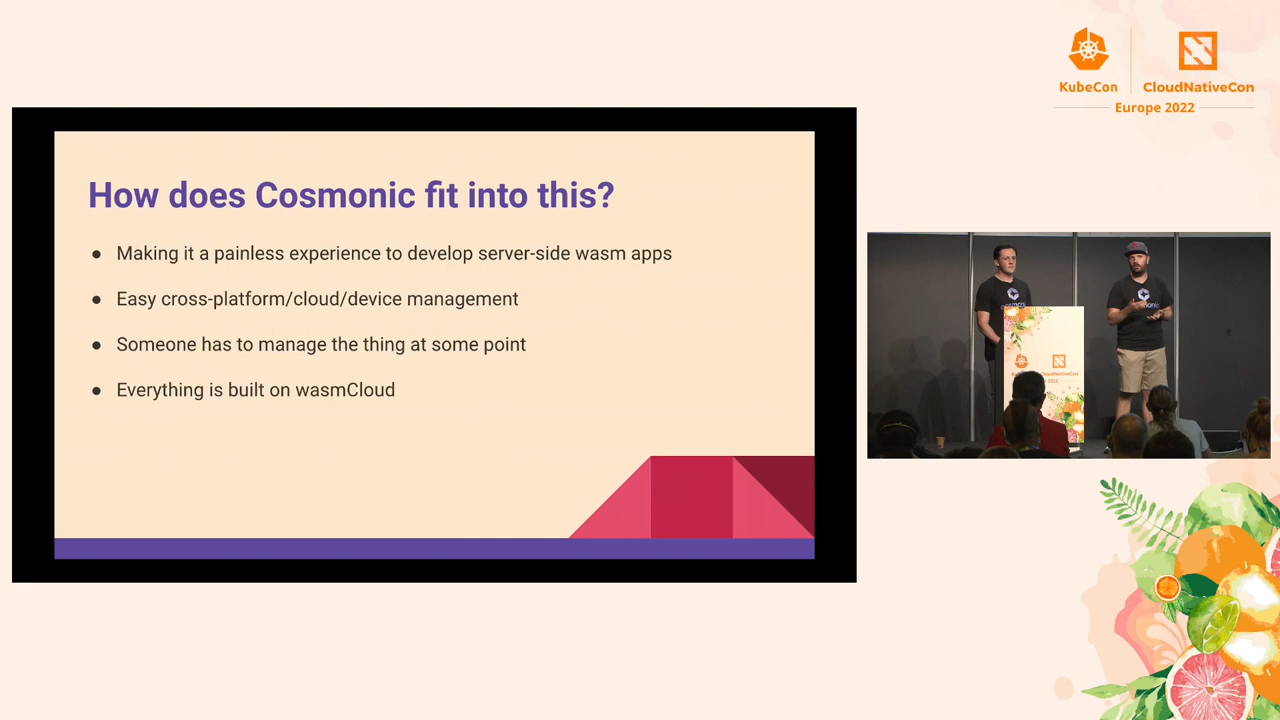 KubeCon
CloudNativeCon
Europe 2022
How does Cosmonic fit into this?
● Making it a painless experience to develop server-side wasm apps
● Easy cross-platform/cloud/device management
● Someone has to manage the thing at some point
● Everything is built on wasmCloud